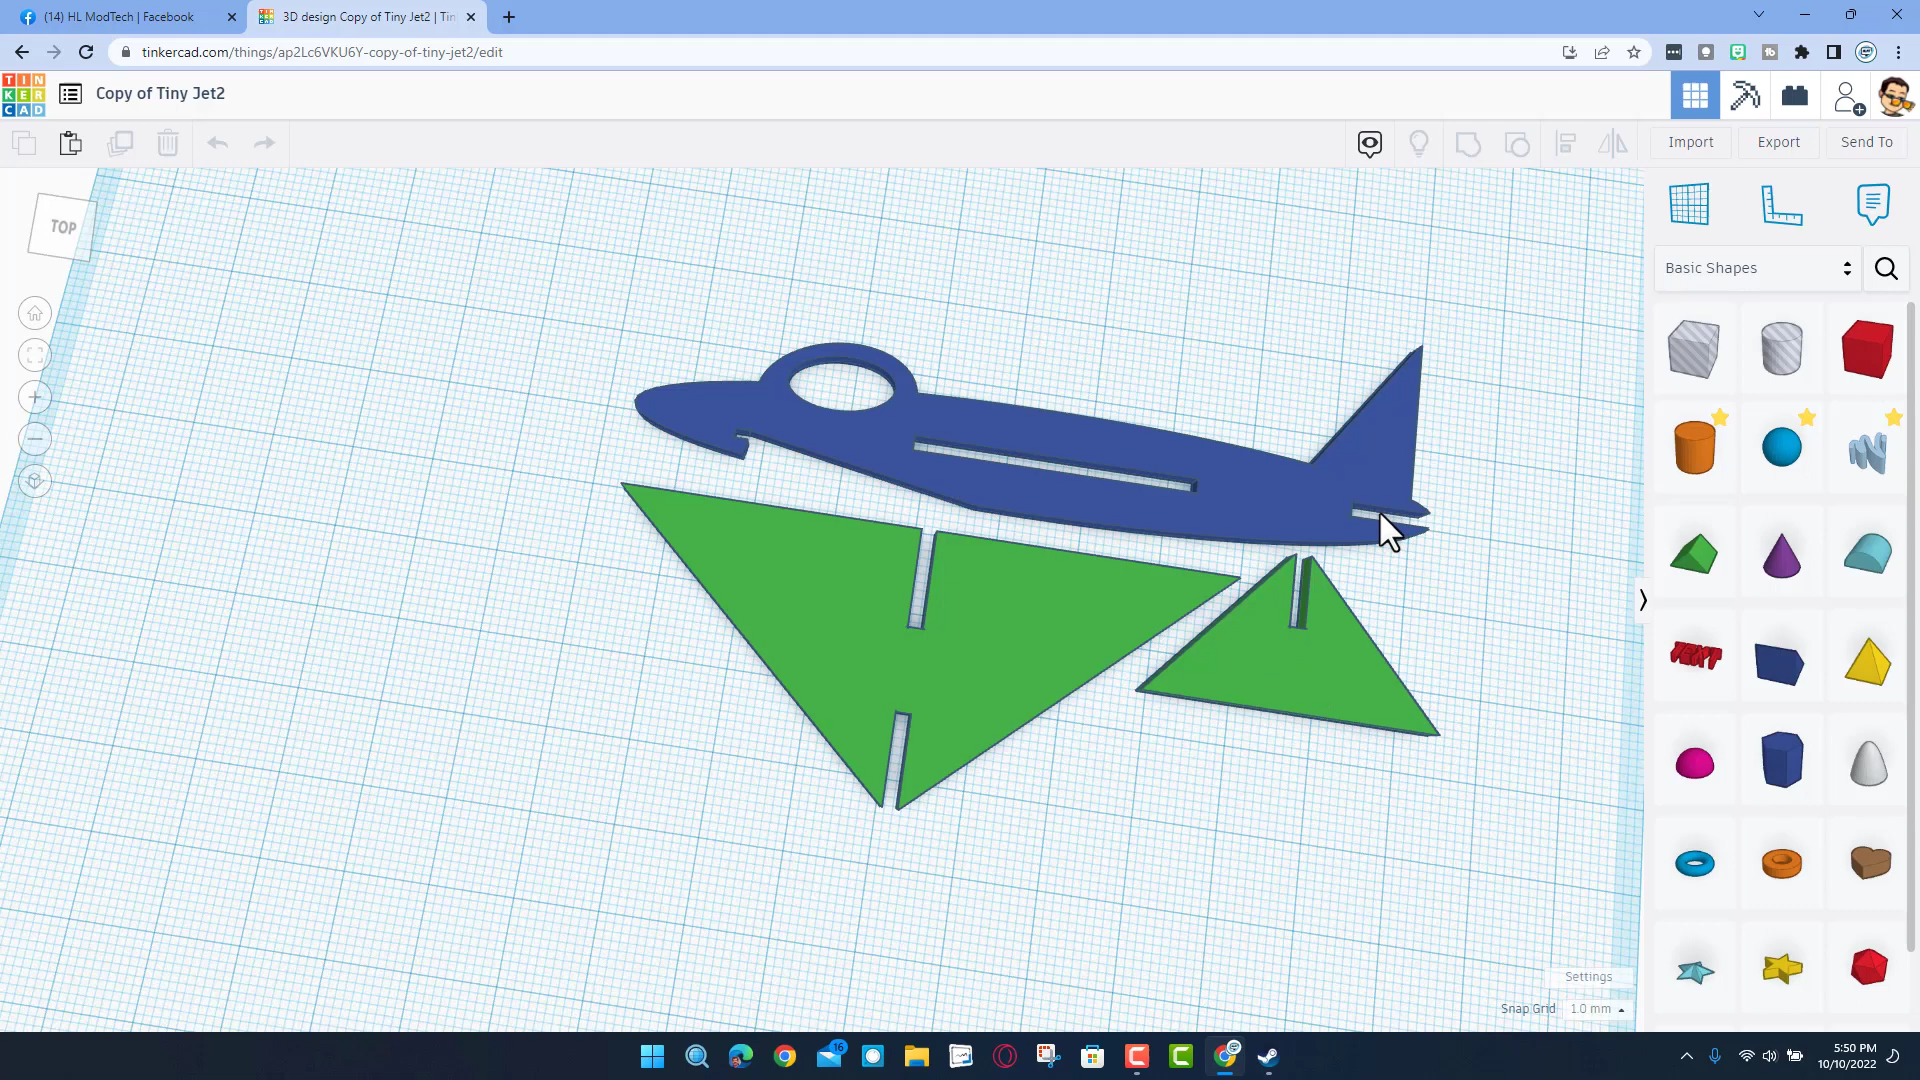 (14) HL ModTech | Facebook
3D design Copy of Tiny Jet2 | Tin
tinkercad.com/things/ap2Lc6VKU6Y-copy-of-tiny-jet2/edit
TIN
KER
CAD
Copy of Tiny Jet2
Import
Export
Send To
TOP
Basic Shapes
TEXT
Settings
Snap Grid 1.0 mm
16
5:50 PM
10/10/2022